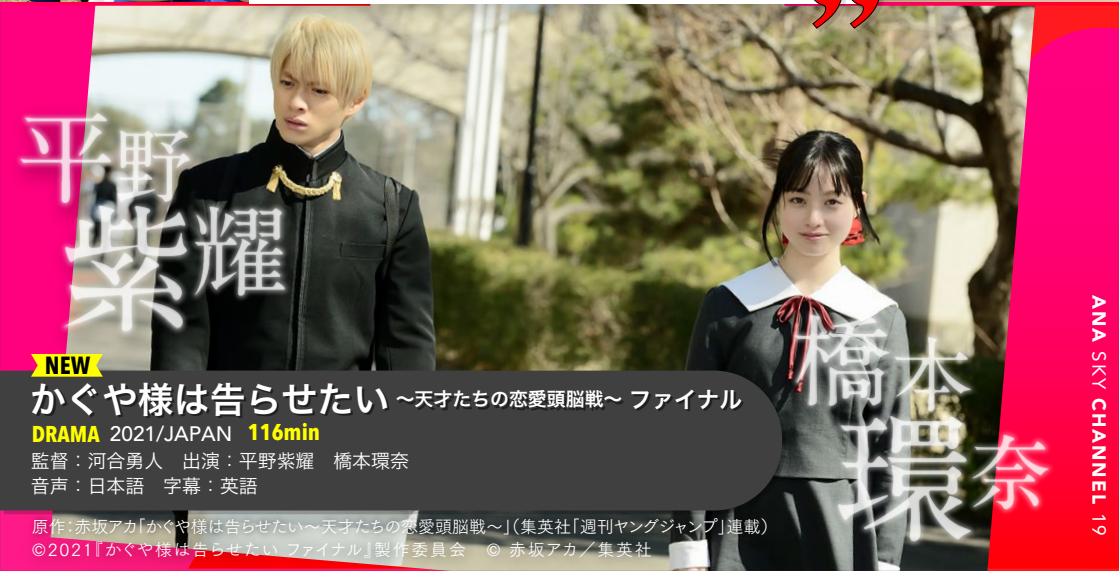 平野
紫耀
橋本
環奈
NEW
かぐや様は告らせたい ～天才たちの恋愛頭脳戦～ ファイナル
DRAMA 2021/JAPAN 116min
監督：河合勇人　出演：平野紫耀　橋本環奈
音声：日本語　字幕：英語
原作：赤坂アカ「かぐや様は告らせたい～天才たちの恋愛頭脳戦～」（集英社「週刊ヤングジャンプ」連載）
©2021『かぐや様は告らせたい ファイナル』製作委員会　© 赤坂アカ／集英社
ANA SKY CHANNEL 19